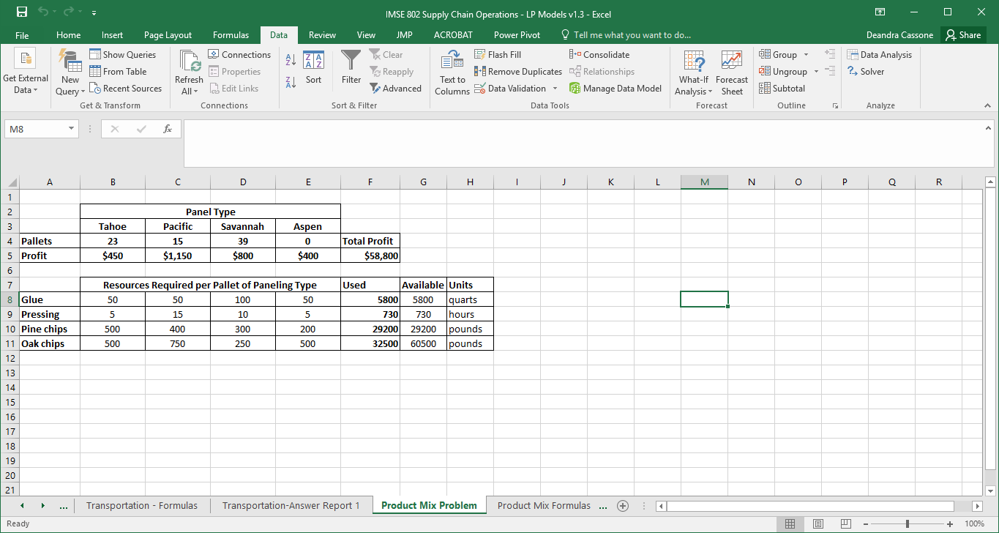 IMSE 802 Supply Chain Operations - LP Models v1.3 - Excel
File Home Insert Page Layout Formulas Data Review View JMP ACROBAT Power Pivot Tell me what you want to do... Deandra Cassone Share
Get External Data
New Query
Show Queries
From Table
Recent Sources
Get & Transform
Refresh All
Connections
Properties
Edit Links
Connections
A Z
Z A
Z A A Z
Sort
Filter
Clear
Reapply
Advanced
Sort & Filter
Text to Columns
Flash Fill
Remove Duplicates
Data Validation
Consolidate
Relationships
Manage Data Model
Data Tools
What-If Analysis
Forecast Sheet
Forecast
Group
Ungroup
Subtotal
Outline
Data Analysis
Solver
Analyze
M8 fx
A B C D E F G H I J K L M N O P Q R
1
2 Panel Type
3 Tahoe Pacific Savannah Aspen
4 Pallets 23 15 39 0 Total Profit
5 Profit $450 $1,150 $800 $400 $58,800
6
7 Resources Required per Pallet of Paneling Type Used Available Units
8 Glue 50 50 100 50 5800 5800 quarts
9 Pressing 5 15 10 5 730 730 hours
10 Pine chips 500 400 300 200 29200 29200 pounds
11 Oak chips 500 750 250 500 32500 60500 pounds
12
13
14
15
16
17
18
19
20
21
... Transportation - Formulas Transportation-Answer Report 1 Product Mix Problem Product Mix Formulas ...
Ready 100%